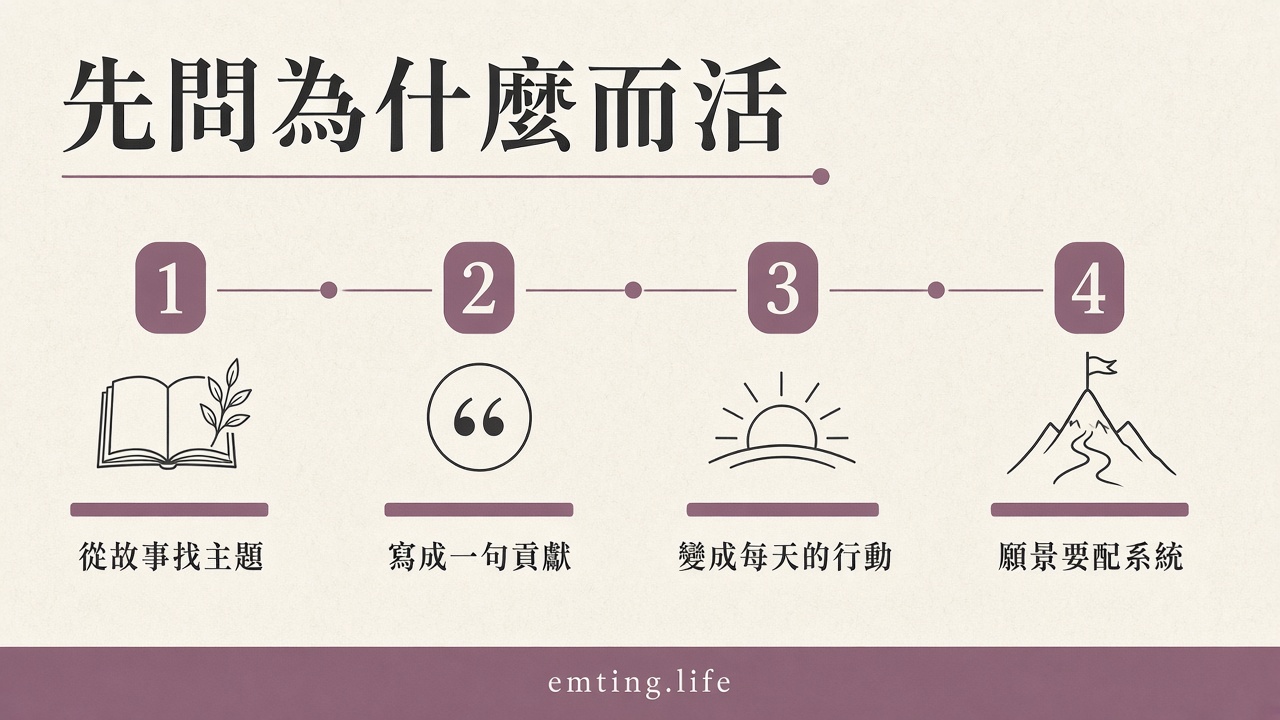 先問為什麼而活
1
2
3
4
從故事找主題
寫成一句貢獻
變成每天的行動
願景要配系統
emting.life